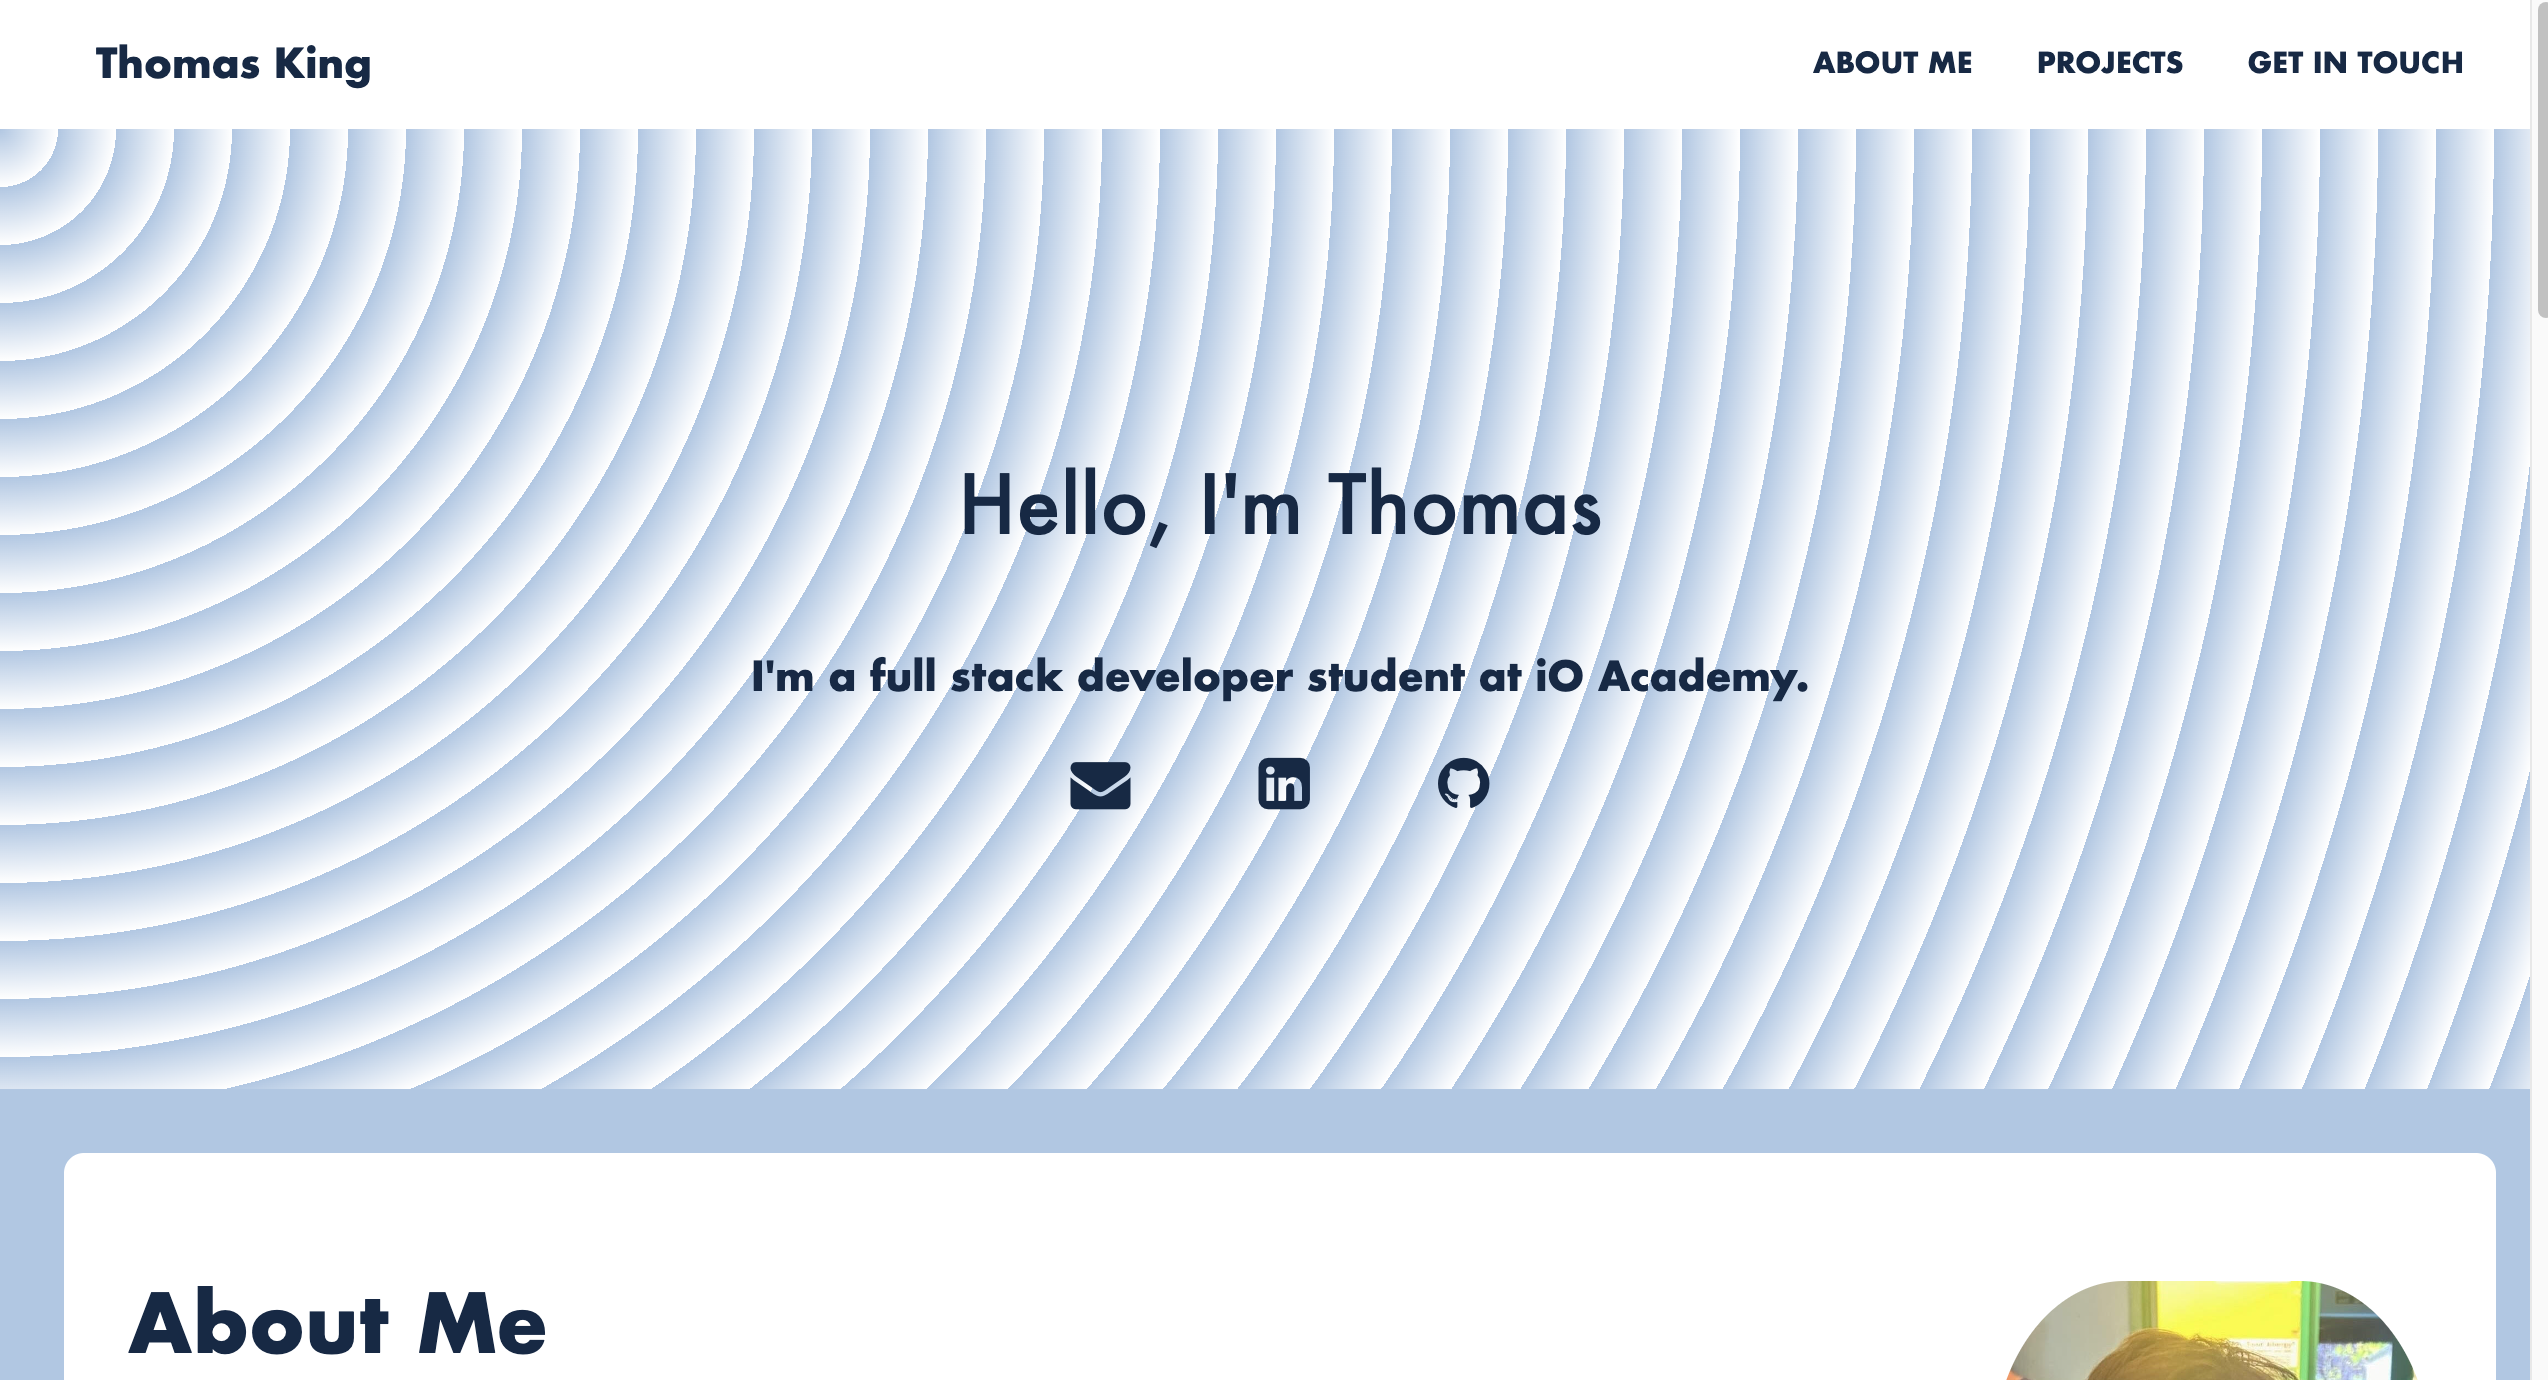 Thomas King
ABOUT ME PROJECTS GET IN TOUCH
Hello, I'm Thomas
I'm a full stack developer student at iO Academy.
in
About Me